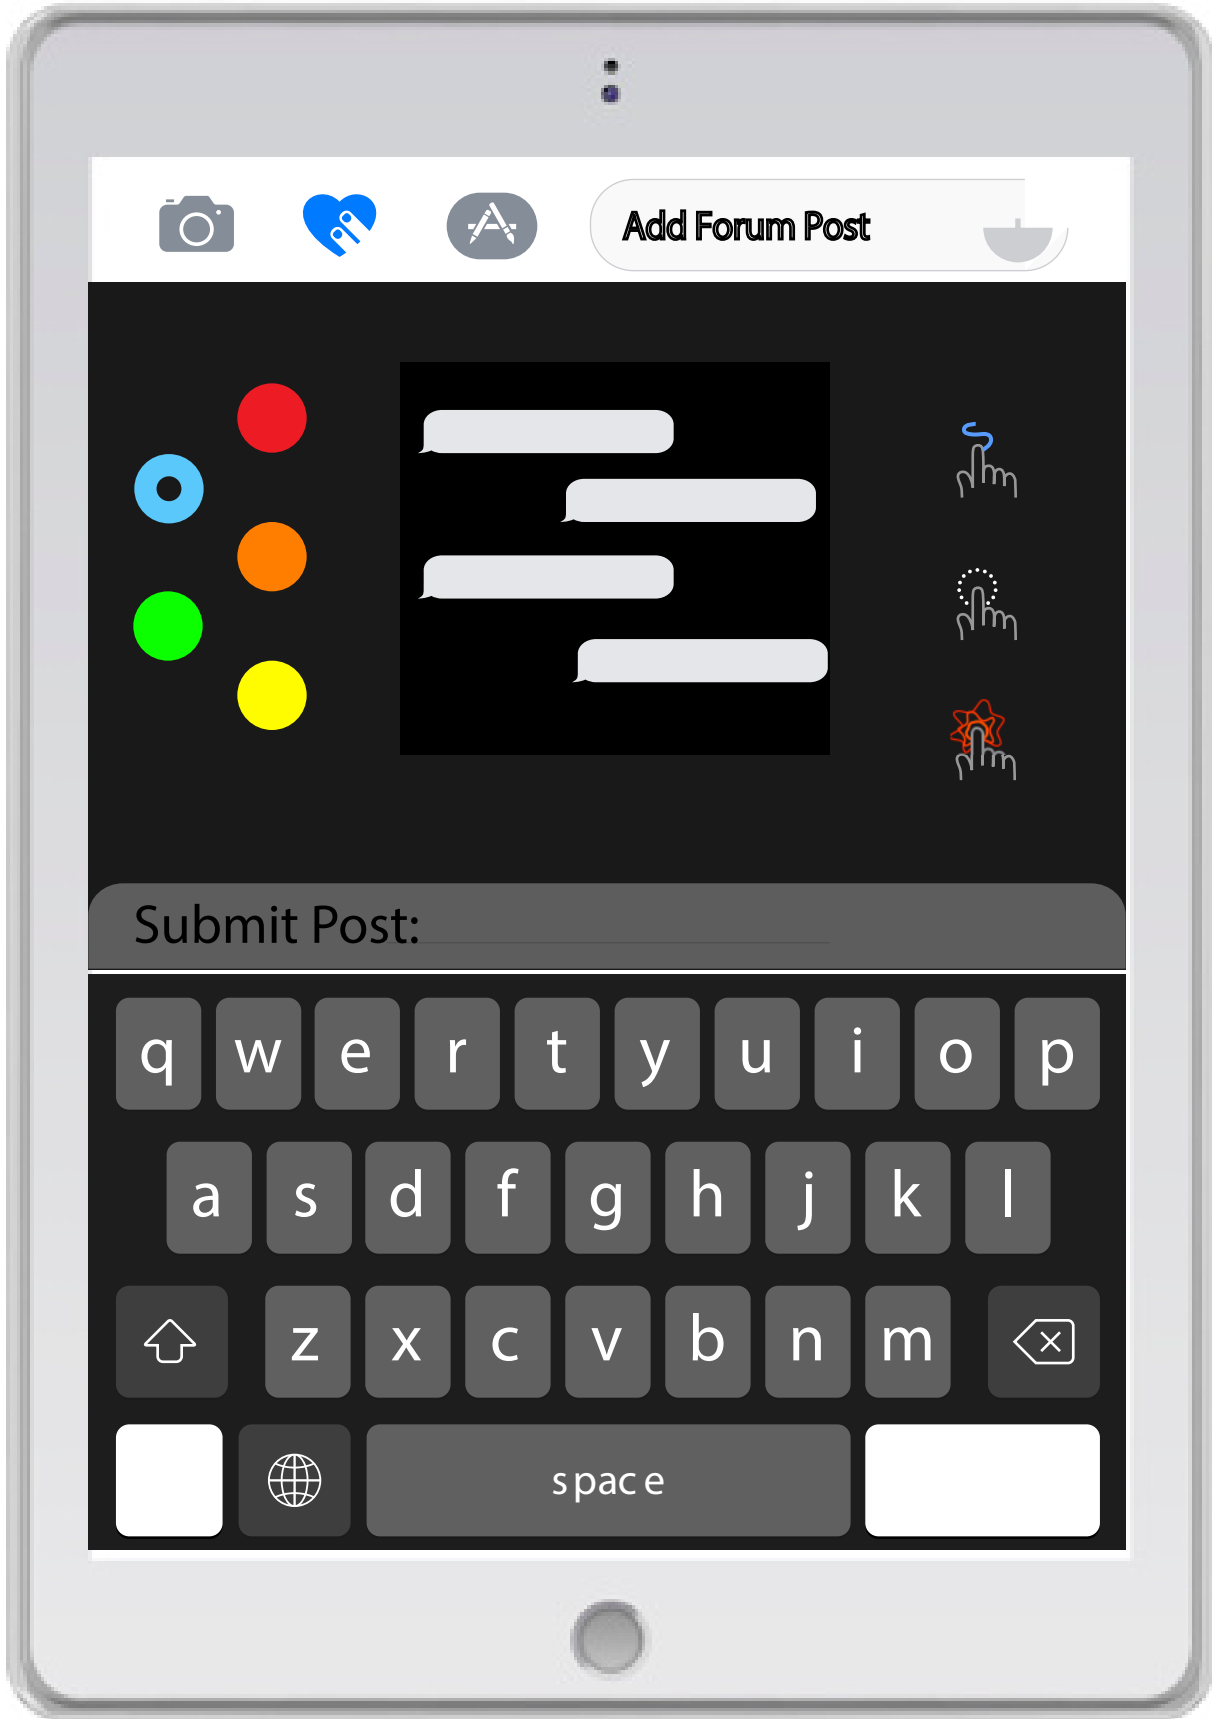 Add Forum Post
Submit Post:
q w e r t y u i o p
a s d f g h j k l
z x c v b n m
space